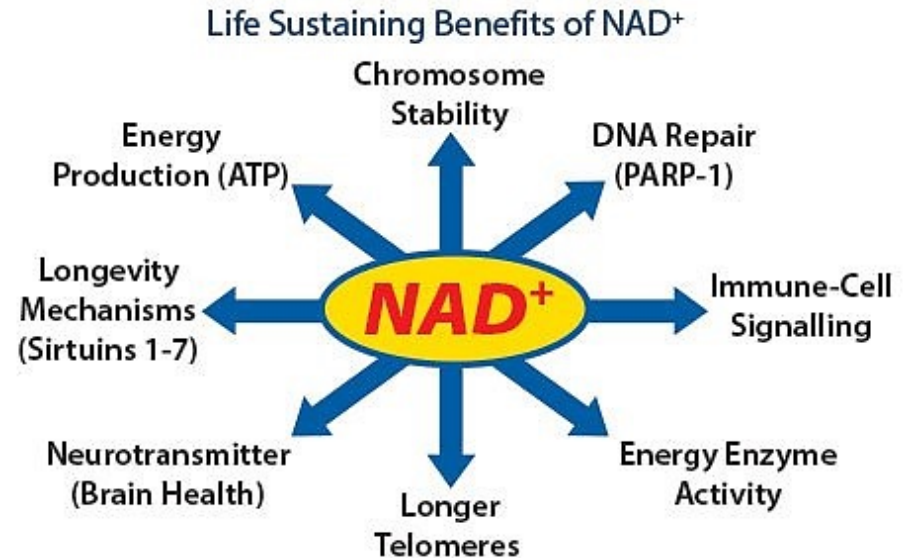 Life Sustaining Benefits of NAD⁺
Chromosome
Stability
Energy
Production (ATP)
DNA Repair
(PARP-1)
Longevity
Mechanisms
(Sirtuins 1-7)
NAD⁺
Immune-Cell
Signalling
Neurotransmitter
(Brain Health)
Longer
Telomeres
Energy Enzyme
Activity